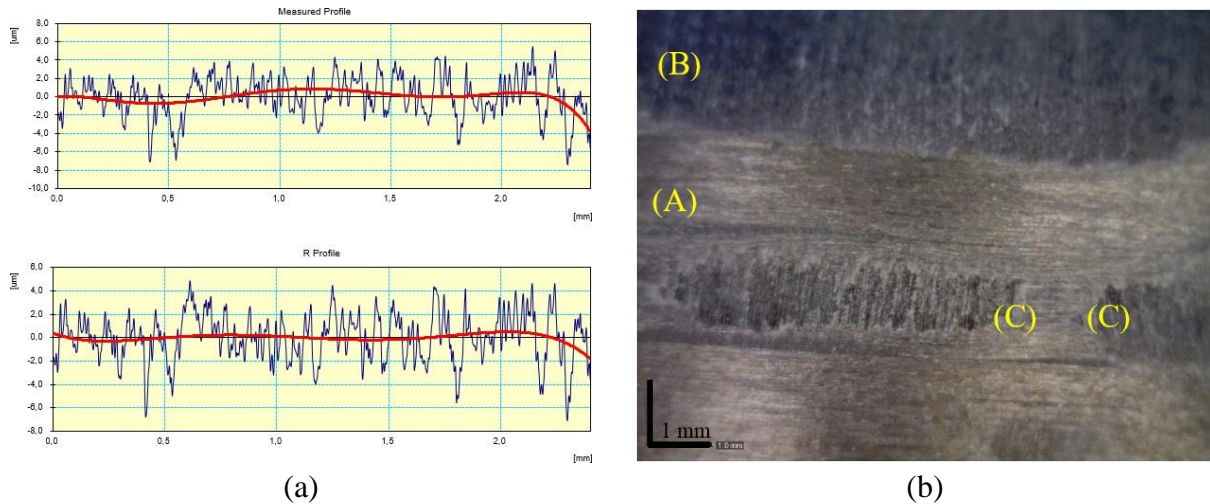 Measured Profile
[um]
8,0
6,0
4,0
2,0
0,0
-2,0
-4,0
-6,0
-8,0
-10,0
0,0 0,5 1,0 1,5 2,0
[mm]
R Profile
[um]
6,0
4,0
2,0
0,0
-2,0
-4,0
-6,0
-8,0
0,0 0,5 1,0 1,5 2,0
[mm]
(a)
(B)
(A)
(C) (C)
1 mm
1.0 mm
(b)